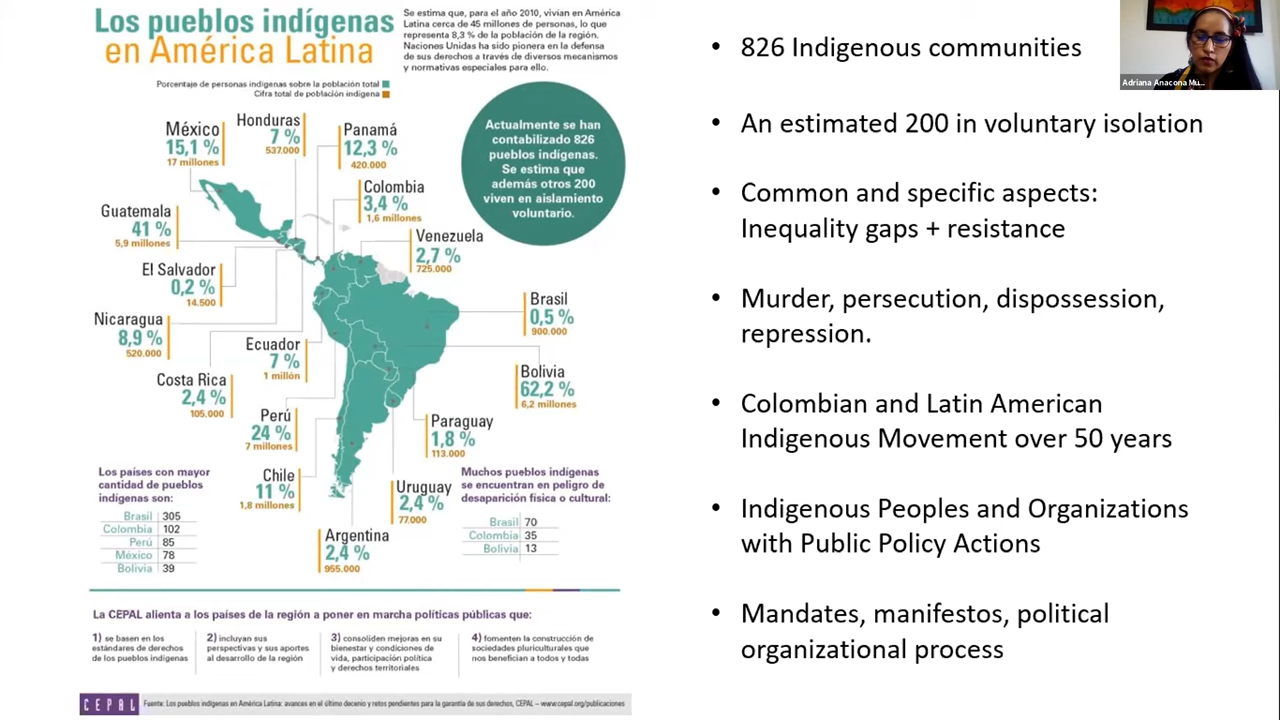 Los pueblos indígenas
en América Latina
Se estima que, para el año 2010, vivían en América
Latina cerca de 45 millones de personas, lo que
representa 8,3 % de la población de la región.
Naciones Unidas ha sido pionera en la defensa
de sus derechos a través de diversos mecanismos
y normativas especiales para ello.
Porcentaje de personas indígenas sobre la población total
Cifra total de población indígena
Actualmente se han
contabilizado 826
pueblos indígenas.
Se estima que
además otros 200
viven en aislamiento
voluntario.
México
15,1 %
17 millones
Honduras
7 %
537.000
Panamá
12,3 %
420.000
Colombia
3,4 %
1,6 millones
Guatemala
41 %
5,9 millones
Venezuela
2,7 %
725.000
El Salvador
0,2 %
14.500
Brasil
0,5 %
900.000
Nicaragua
8,9 %
520.000
Ecuador
7 %
1 millón
Costa Rica
2,4 %
105.000
Bolivia
62,2 %
6,2 millones
Perú
24 %
7 millones
Paraguay
1,8 %
113.000
Chile
11 %
1,8 millones
Uruguay
2,4 %
77.000
Argentina
2,4 %
955.000
Los países con mayor
cantidad de pueblos
indígenas son:
Brasil 305
Colombia 102
Perú 85
México 78
Bolivia 39
Muchos pueblos indígenas
se encuentran en peligro de
desaparición física o cultural:
Brasil 70
Colombia 35
Bolivia 13
La CEPAL alienta a los países de la región a poner en marcha políticas públicas que:
1) se basen en los
estándares de derechos
de los pueblos indígenas
2) incluyan sus
perspectivas y sus aportes
al desarrollo de la región
3) consoliden mejoras en su
bienestar y condiciones de
vida, participación política
y derechos territoriales
4) fomenten la construcción de
sociedades pluriculturales que
nos benefician a todos y todas
CEPAL
Fuente: Los pueblos indígenas en América Latina: avances en el último decenio y retos pendientes para la garantía de sus derechos, CEPAL – www.cepal.org/publicaciones
• 826 Indigenous communities
• An estimated 200 in voluntary isolation
• Common and specific aspects:
Inequality gaps + resistance
• Murder, persecution, dispossession,
repression.
• Colombian and Latin American
Indigenous Movement over 50 years
• Indigenous Peoples and Organizations
with Public Policy Actions
• Mandates, manifestos, political
organizational process
Adriana Anacona Mu...